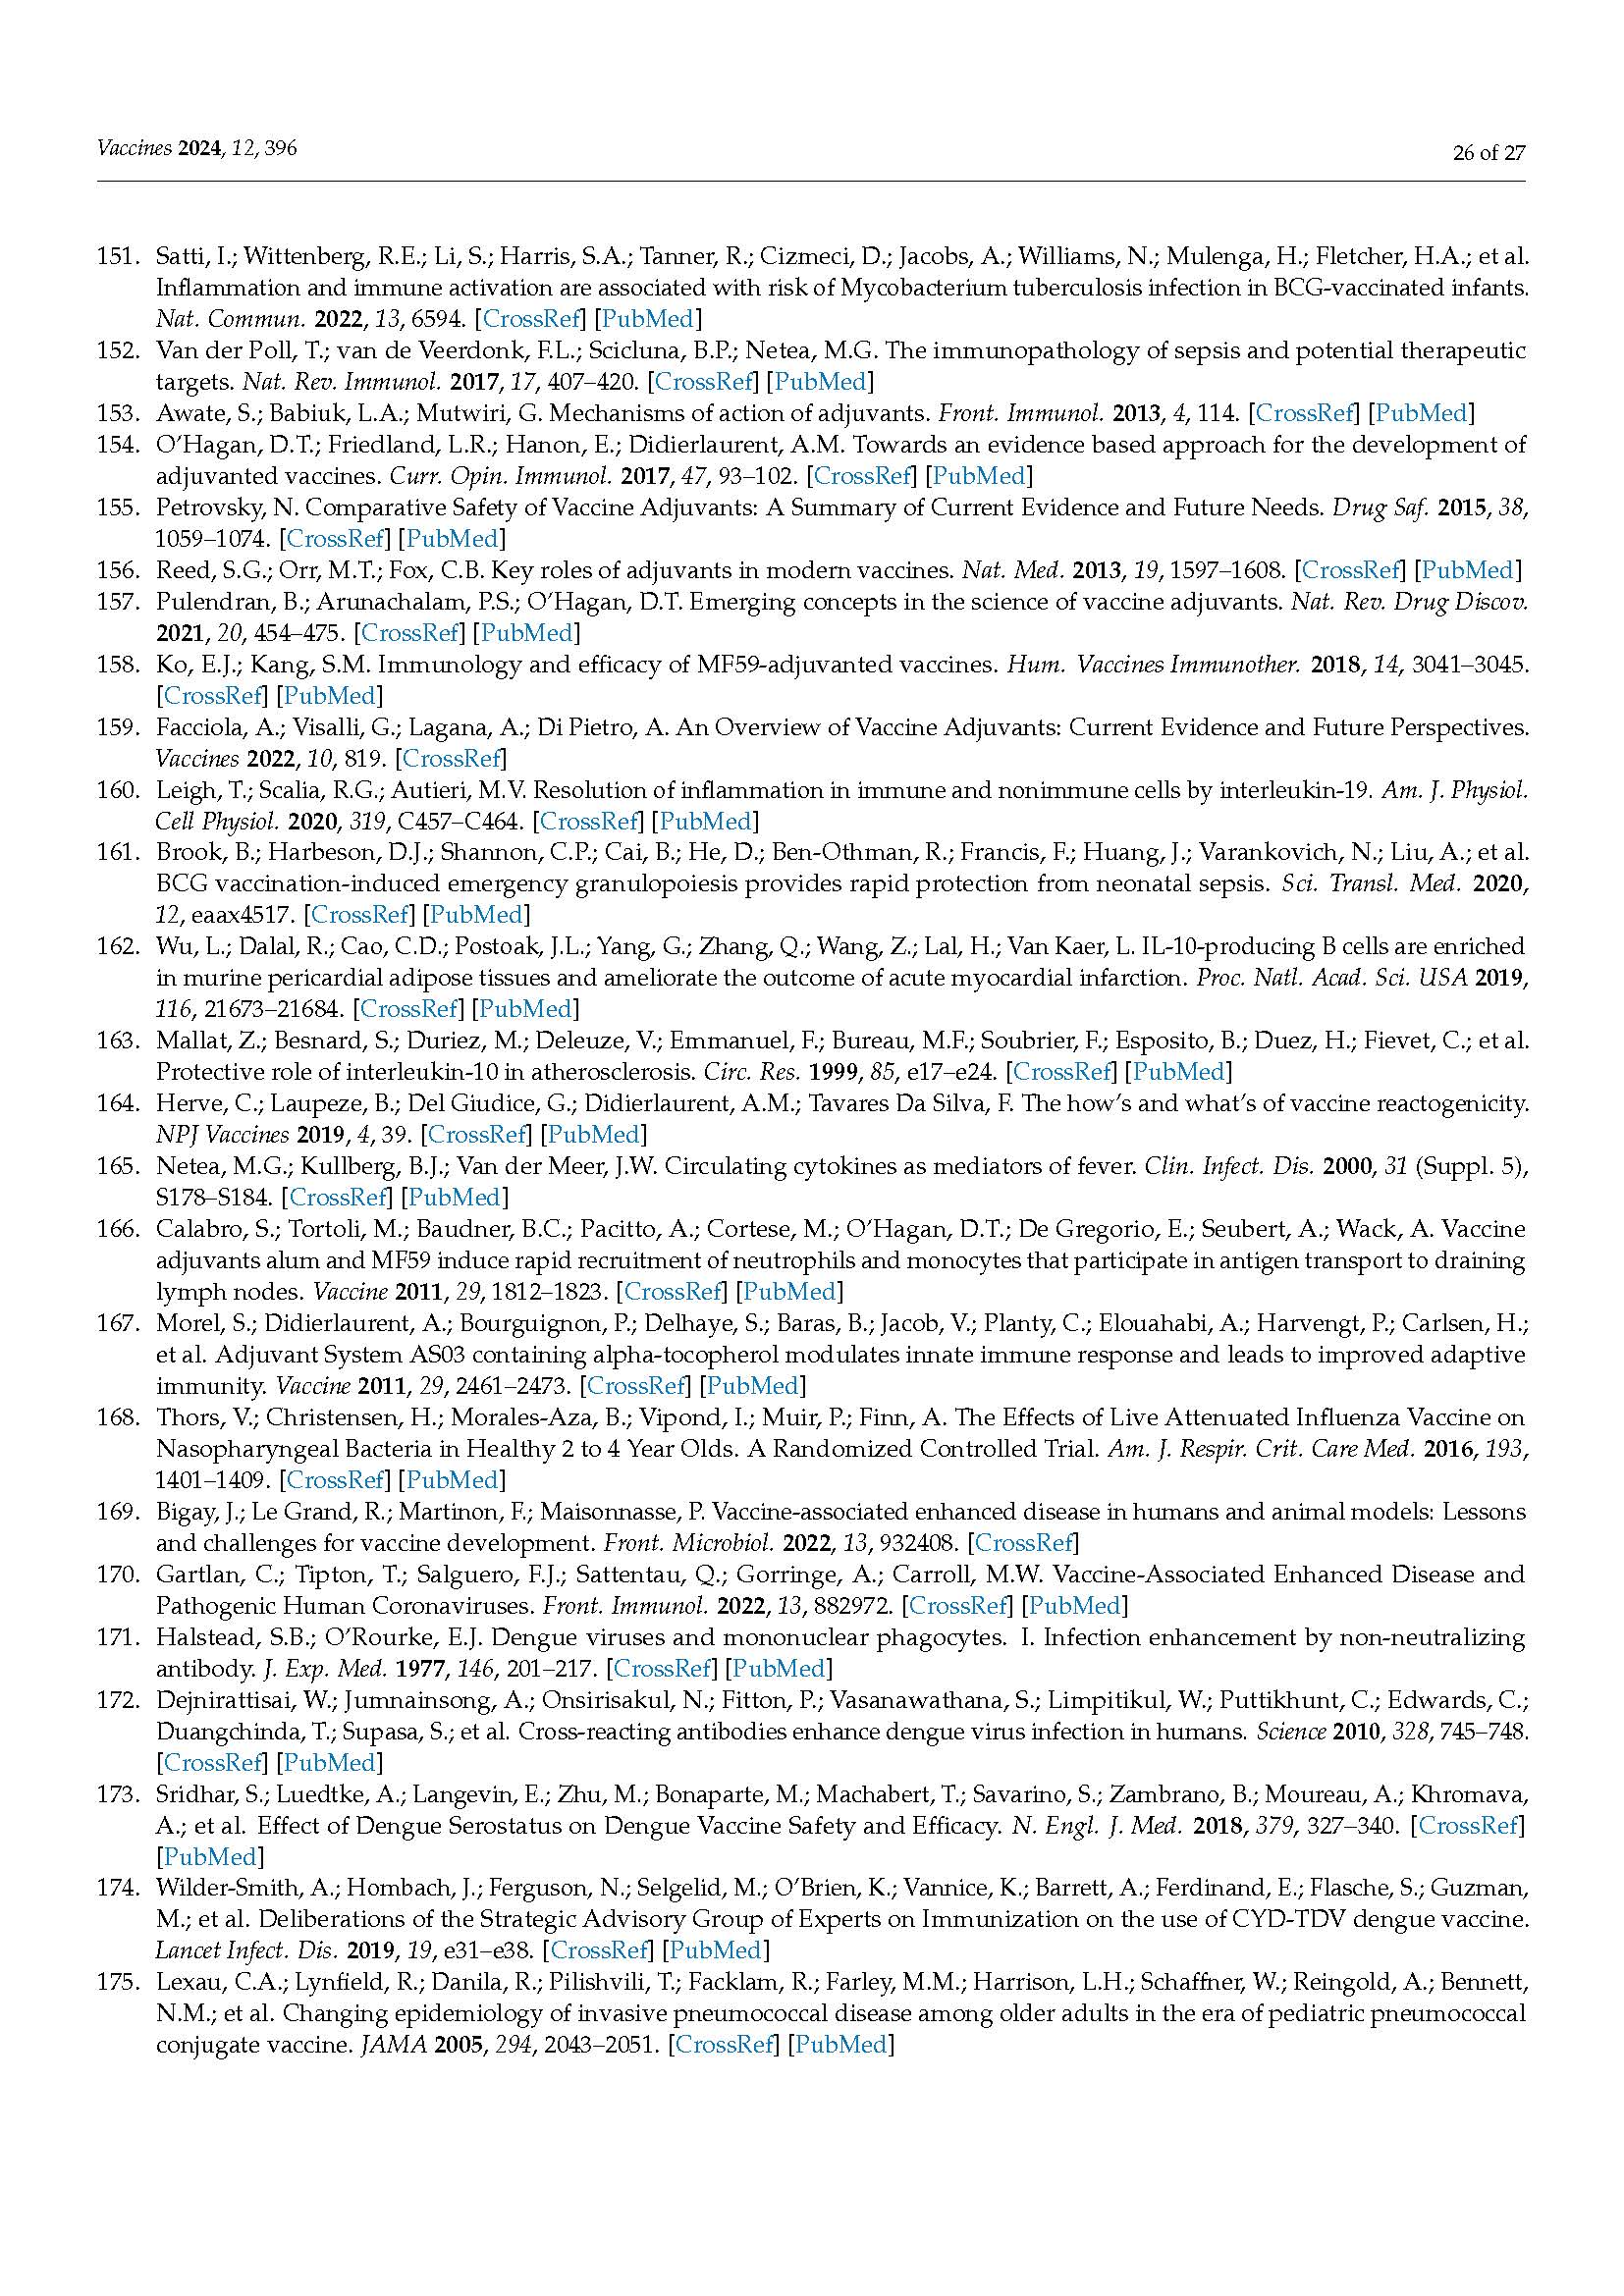 Vaccines 2024, 12, 396
26 of 27
151. Satti, I.; Wittenberg, R.E.; Li, S.; Harris, S.A.; Tanner, R.; Cizmeci, D.; Jacobs, A.; Williams, N.; Mulenga, H.; Fletcher, H.A.; et al.
Inflammation and immune activation are associated with risk of Mycobacterium tuberculosis infection in BCG-vaccinated infants.
Nat. Commun. 2022, 13, 6594. [CrossRef] [PubMed]
152. Van der Poll, T.; van de Veerdonk, F.L.; Scicluna, B.P.; Netea, M.G. The immunopathology of sepsis and potential therapeutic
targets. Nat. Rev. Immunol. 2017, 17, 407–420. [CrossRef] [PubMed]
153. Awate, S.; Babiuk, L.A.; Mutwiri, G. Mechanisms of action of adjuvants. Front. Immunol. 2013, 4, 114. [CrossRef] [PubMed]
154. O’Hagan, D.T.; Friedland, L.R.; Hanon, E.; Didierlaurent, A.M. Towards an evidence based approach for the development of
adjuvanted vaccines. Curr. Opin. Immunol. 2017, 47, 93–102. [CrossRef] [PubMed]
155. Petrovsky, N. Comparative Safety of Vaccine Adjuvants: A Summary of Current Evidence and Future Needs. Drug Saf. 2015, 38,
1059–1074. [CrossRef] [PubMed]
156. Reed, S.G.; Orr, M.T.; Fox, C.B. Key roles of adjuvants in modern vaccines. Nat. Med. 2013, 19, 1597–1608. [CrossRef] [PubMed]
157. Pulendran, B.; Arunachalam, P.S.; O’Hagan, D.T. Emerging concepts in the science of vaccine adjuvants. Nat. Rev. Drug Discov.
2021, 20, 454–475. [CrossRef] [PubMed]
158. Ko, E.J.; Kang, S.M. Immunology and efficacy of MF59-adjuvanted vaccines. Hum. Vaccines Immunother. 2018, 14, 3041–3045.
[CrossRef] [PubMed]
159. Facciola, A.; Visalli, G.; Lagana, A.; Di Pietro, A. An Overview of Vaccine Adjuvants: Current Evidence and Future Perspectives.
Vaccines 2022, 10, 819. [CrossRef]
160. Leigh, T.; Scalia, R.G.; Autieri, M.V. Resolution of inflammation in immune and nonimmune cells by interleukin-19. Am. J. Physiol.
Cell Physiol. 2020, 319, C457–C464. [CrossRef] [PubMed]
161. Brook, B.; Harbeson, D.J.; Shannon, C.P.; Cai, B.; He, D.; Ben-Othman, R.; Francis, F.; Huang, J.; Varankovich, N.; Liu, A.; et al.
BCG vaccination-induced emergency granulopoiesis provides rapid protection from neonatal sepsis. Sci. Transl. Med. 2020,
12, eaax4517. [CrossRef] [PubMed]
162. Wu, L.; Dalal, R.; Cao, C.D.; Postoak, J.L.; Yang, G.; Zhang, Q.; Wang, Z.; Lal, H.; Van Kaer, L. IL-10-producing B cells are enriched
in murine pericardial adipose tissues and ameliorate the outcome of acute myocardial infarction. Proc. Natl. Acad. Sci. USA 2019,
116, 21673–21684. [CrossRef] [PubMed]
163. Mallat, Z.; Besnard, S.; Duriez, M.; Deleuze, V.; Emmanuel, F.; Bureau, M.F.; Soubrier, F.; Esposito, B.; Duez, H.; Fievet, C.; et al.
Protective role of interleukin-10 in atherosclerosis. Circ. Res. 1999, 85, e17–e24. [CrossRef] [PubMed]
164. Herve, C.; Laupeze, B.; Del Giudice, G.; Didierlaurent, A.M.; Tavares Da Silva, F. The how’s and what’s of vaccine reactogenicity.
NPJ Vaccines 2019, 4, 39. [CrossRef] [PubMed]
165. Netea, M.G.; Kullberg, B.J.; Van der Meer, J.W. Circulating cytokines as mediators of fever. Clin. Infect. Dis. 2000, 31 (Suppl. 5),
S178–S184. [CrossRef] [PubMed]
166. Calabro, S.; Tortoli, M.; Baudner, B.C.; Pacitto, A.; Cortese, M.; O’Hagan, D.T.; De Gregorio, E.; Seubert, A.; Wack, A. Vaccine
adjuvants alum and MF59 induce rapid recruitment of neutrophils and monocytes that participate in antigen transport to draining
lymph nodes. Vaccine 2011, 29, 1812–1823. [CrossRef] [PubMed]
167. Morel, S.; Didierlaurent, A.; Bourguignon, P.; Delhaye, S.; Baras, B.; Jacob, V.; Planty, C.; Elouahabi, A.; Harvengt, P.; Carlsen, H.;
et al. Adjuvant System AS03 containing alpha-tocopherol modulates innate immune response and leads to improved adaptive
immunity. Vaccine 2011, 29, 2461–2473. [CrossRef] [PubMed]
168. Thors, V.; Christensen, H.; Morales-Aza, B.; Vipond, I.; Muir, P.; Finn, A. The Effects of Live Attenuated Influenza Vaccine on
Nasopharyngeal Bacteria in Healthy 2 to 4 Year Olds. A Randomized Controlled Trial. Am. J. Respir. Crit. Care Med. 2016, 193,
1401–1409. [CrossRef] [PubMed]
169. Bigay, J.; Le Grand, R.; Martinon, F.; Maisonnasse, P. Vaccine-associated enhanced disease in humans and animal models: Lessons
and challenges for vaccine development. Front. Microbiol. 2022, 13, 932408. [CrossRef]
170. Gartlan, C.; Tipton, T.; Salguero, F.J.; Sattentau, Q.; Gorringe, A.; Carroll, M.W. Vaccine-Associated Enhanced Disease and
Pathogenic Human Coronaviruses. Front. Immunol. 2022, 13, 882972. [CrossRef] [PubMed]
171. Halstead, S.B.; O’Rourke, E.J. Dengue viruses and mononuclear phagocytes. I. Infection enhancement by non-neutralizing
antibody. J. Exp. Med. 1977, 146, 201–217. [CrossRef] [PubMed]
172. Dejnirattisai, W.; Jumnainsong, A.; Onsirisakul, N.; Fitton, P.; Vasanawathana, S.; Limpitikul, W.; Puttikhunt, C.; Edwards, C.;
Duangchinda, T.; Supasa, S.; et al. Cross-reacting antibodies enhance dengue virus infection in humans. Science 2010, 328, 745–748.
[CrossRef] [PubMed]
173. Sridhar, S.; Luedtke, A.; Langevin, E.; Zhu, M.; Bonaparte, M.; Machabert, T.; Savarino, S.; Zambrano, B.; Moureau, A.; Khromava,
A.; et al. Effect of Dengue Serostatus on Dengue Vaccine Safety and Efficacy. N. Engl. J. Med. 2018, 379, 327–340. [CrossRef]
[PubMed]
174. Wilder-Smith, A.; Hombach, J.; Ferguson, N.; Selgelid, M.; O’Brien, K.; Vannice, K.; Barrett, A.; Ferdinand, E.; Flasche, S.; Guzman,
M.; et al. Deliberations of the Strategic Advisory Group of Experts on Immunization on the use of CYD-TDV dengue vaccine.
Lancet Infect. Dis. 2019, 19, e31–e38. [CrossRef] [PubMed]
175. Lexau, C.A.; Lynfield, R.; Danila, R.; Pilishvili, T.; Facklam, R.; Farley, M.M.; Harrison, L.H.; Schaffner, W.; Reingold, A.; Bennett,
N.M.; et al. Changing epidemiology of invasive pneumococcal disease among older adults in the era of pediatric pneumococcal
conjugate vaccine. JAMA 2005, 294, 2043–2051. [CrossRef] [PubMed]